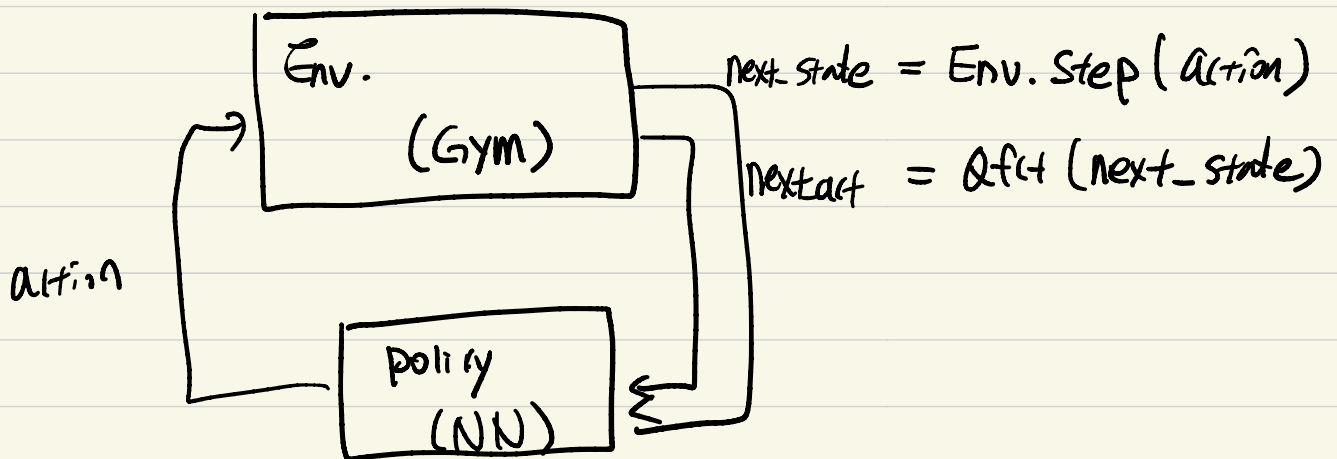 Env.
(Gym)
next_state = Env.Step(action)
nextact = Qfct(next_state)
action
policy
(NN)